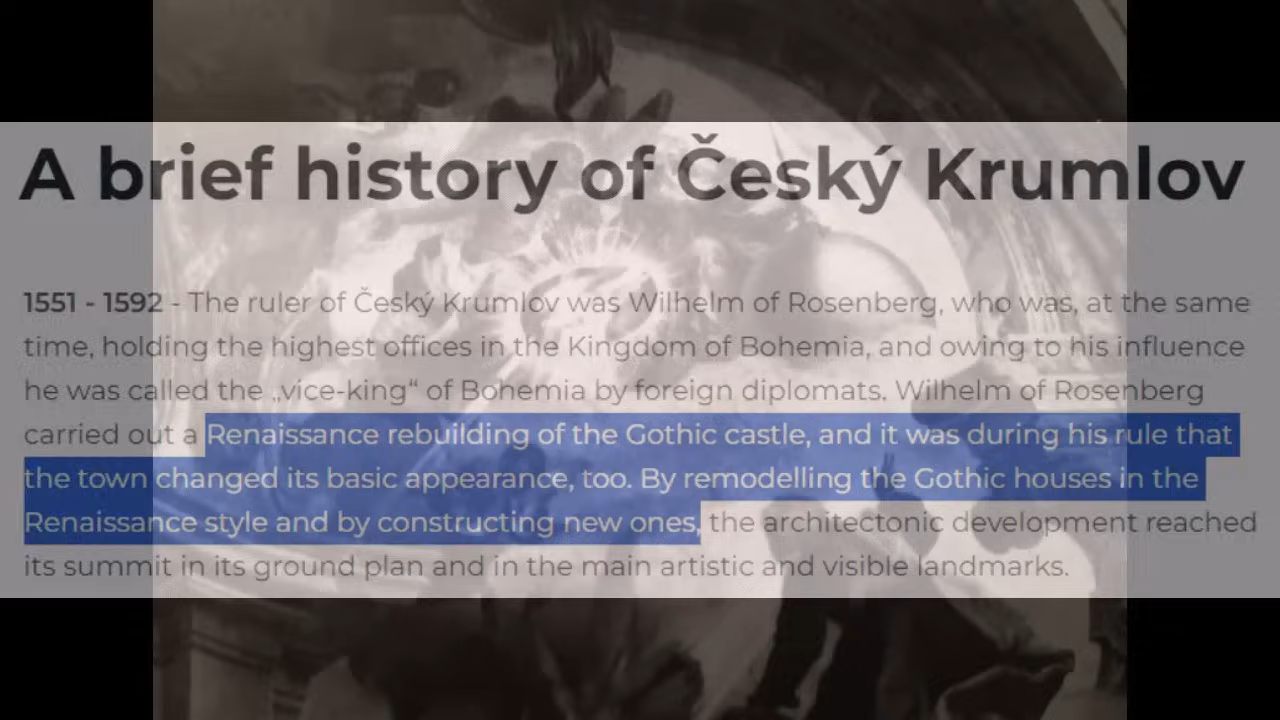 A brief history of Český Krumlov
1551 - 1592 - The ruler of Český Krumlov was Wilhelm of Rosenberg, who was, at the same
time, holding the highest offices in the Kingdom of Bohemia, and owing to his influence
he was called the „vice-king“ of Bohemia by foreign diplomats. Wilhelm of Rosenberg
carried out a Renaissance rebuilding of the Gothic castle, and it was during his rule that
the town changed its basic appearance, too. By remodelling the Gothic houses in the
Renaissance style and by constructing new ones, the architectonic development reached
its summit in its ground plan and in the main artistic and visible landmarks.